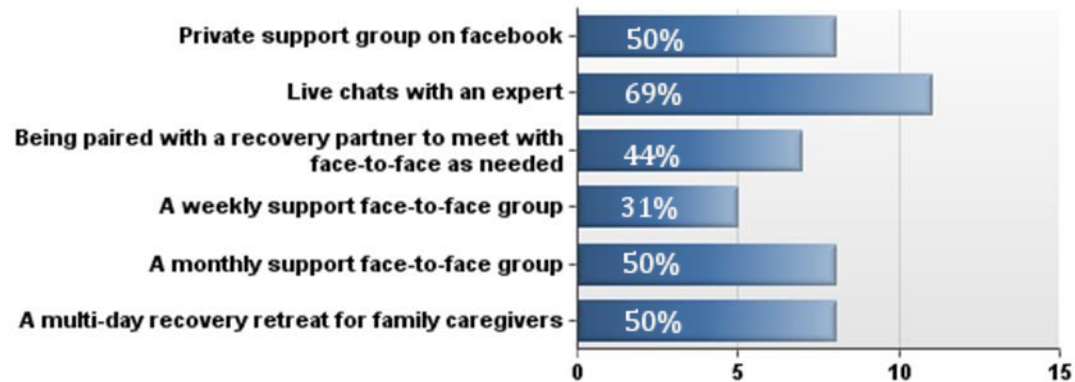 Private support group on facebook
50%
Live chats with an expert
69%
Being paired with a recovery partner to meet with
face-to-face as needed
44%
A weekly support face-to-face group
31%
A monthly support face-to-face group
50%
A multi-day recovery retreat for family caregivers
50%
0 5 10 15